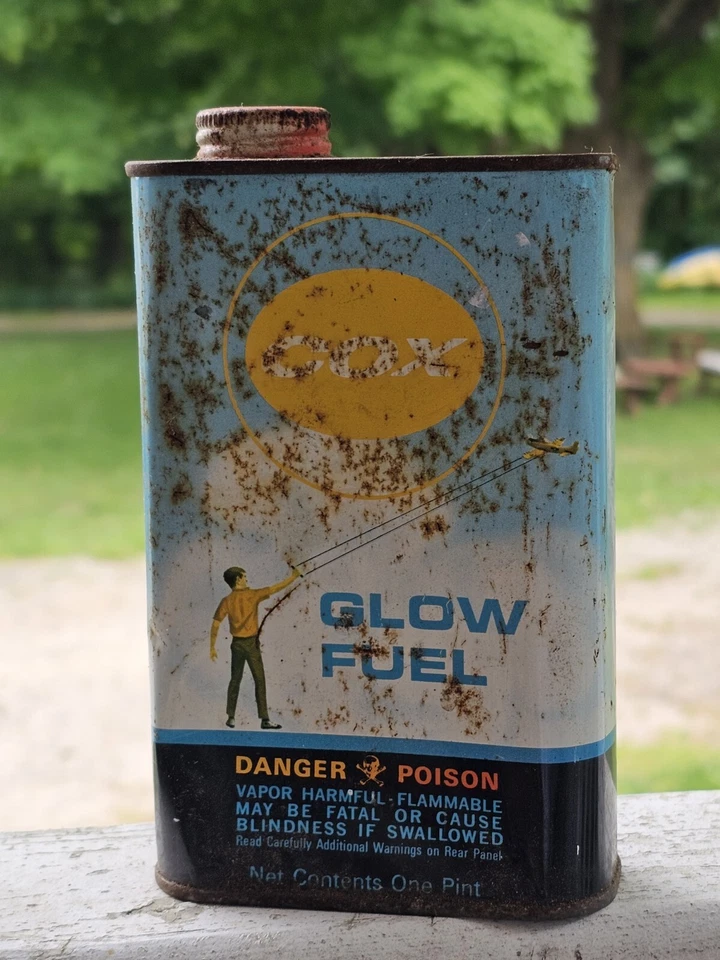 COX
GLOW
FUEL
DANGER POISON
VAPOR HARMFUL - FLAMMABLE
MAY BE FATAL OR CAUSE
BLINDNESS IF SWALLOWED
Read Carefully Additional Warnings on Rear Panel
Net Contents One Pint